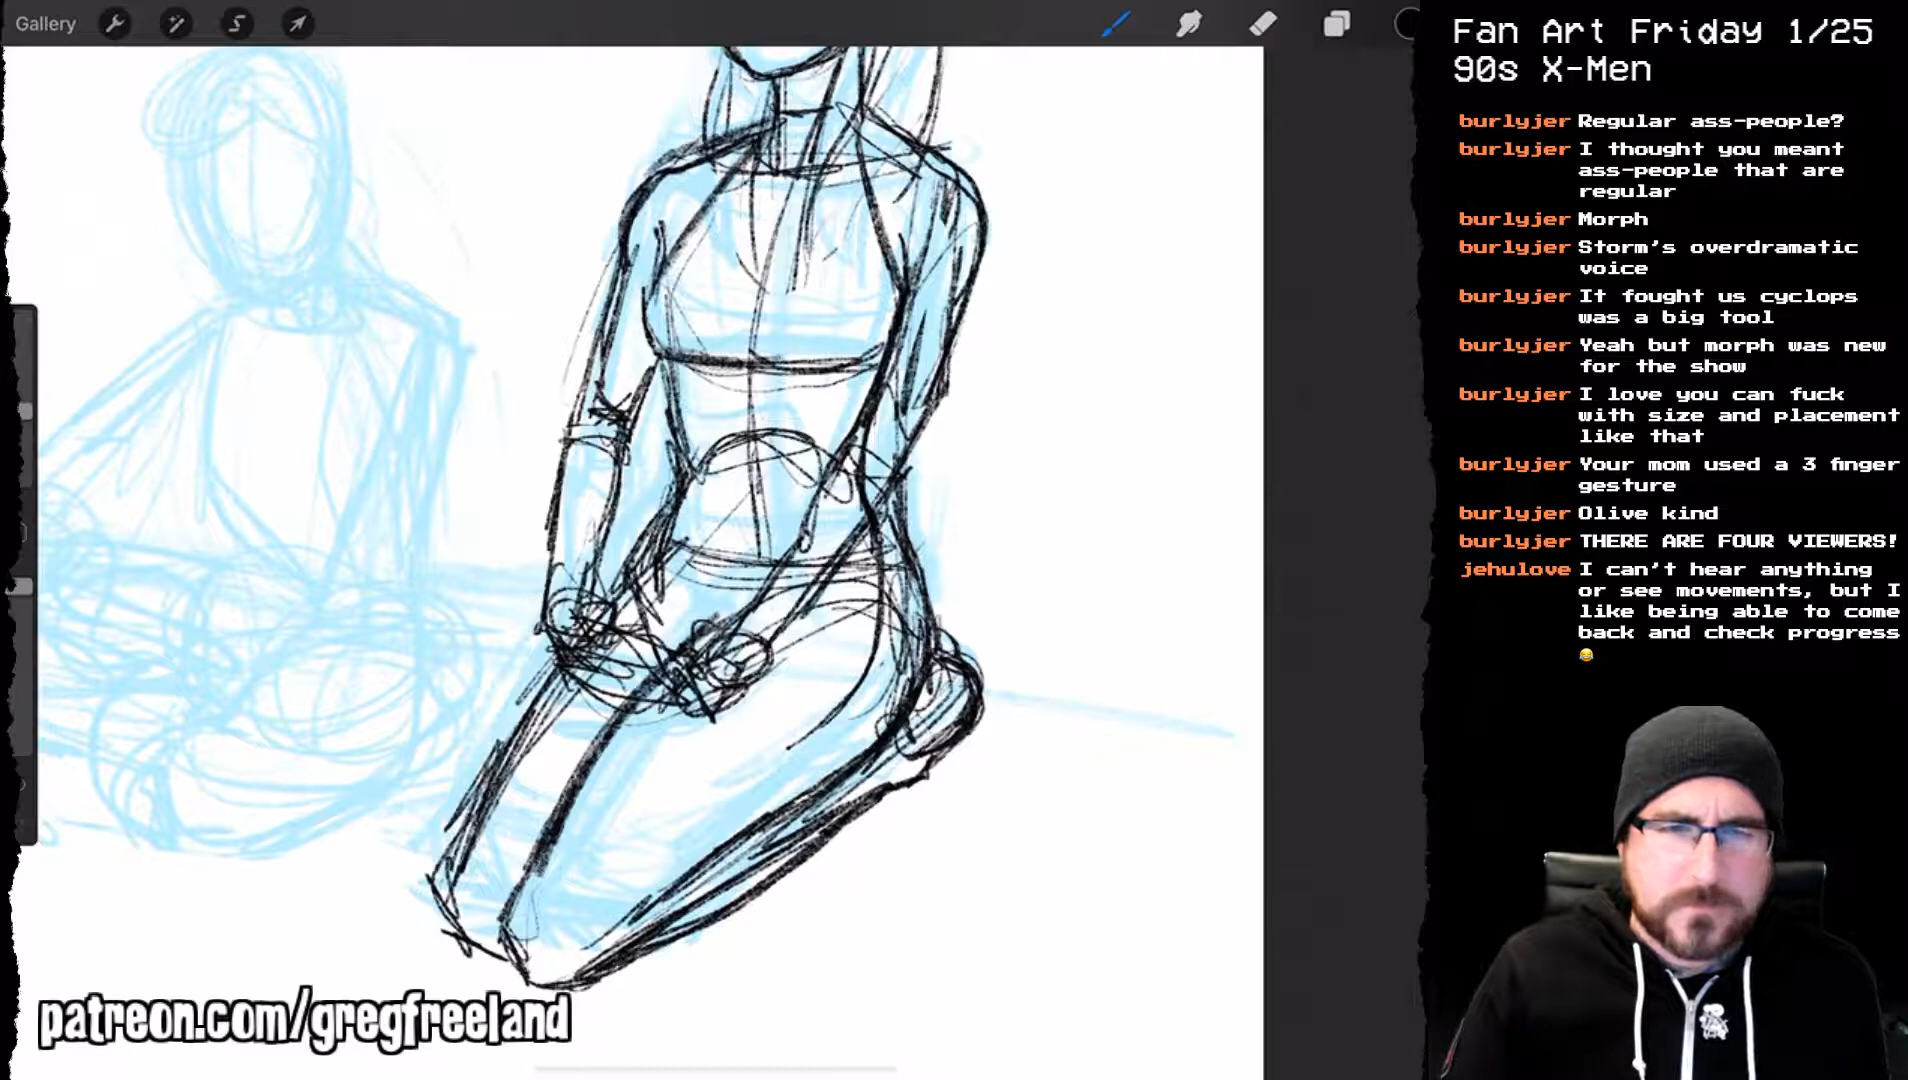 Gallery
Fan Art Friday 1/25
90s X-Men
burlyjer Regular ass-people?
burlyjer I thought you meant
ass-people that are
regular
burlyjer Morph
burlyjer Storm's overdramatic
voice
burlyjer It fought us cyclops
was a big tool
burlyjer Yeah but morph was new
for the show
burlyjer I love you can fuck
with size and placement
like that
burlyjer Your mom used a 3 finger
gesture
burlyjer Olive kind
burlyjer THERE ARE FOUR VIEWERS!
jehulove I can't hear anything
or see movements, but I
like being able to come
back and check progress
😂
patreon.com/gregfreeland